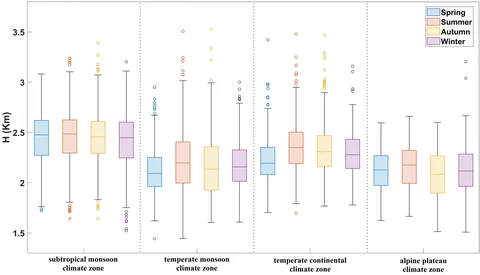 Spring
Summer
Autumn
Winter
H (Km)
3.5
3
2.5
2
1.5
subtropical monsoon
climate zone
temperate monsoon
climate zone
temperate continental
climate zone
alpine plateau
climate zone